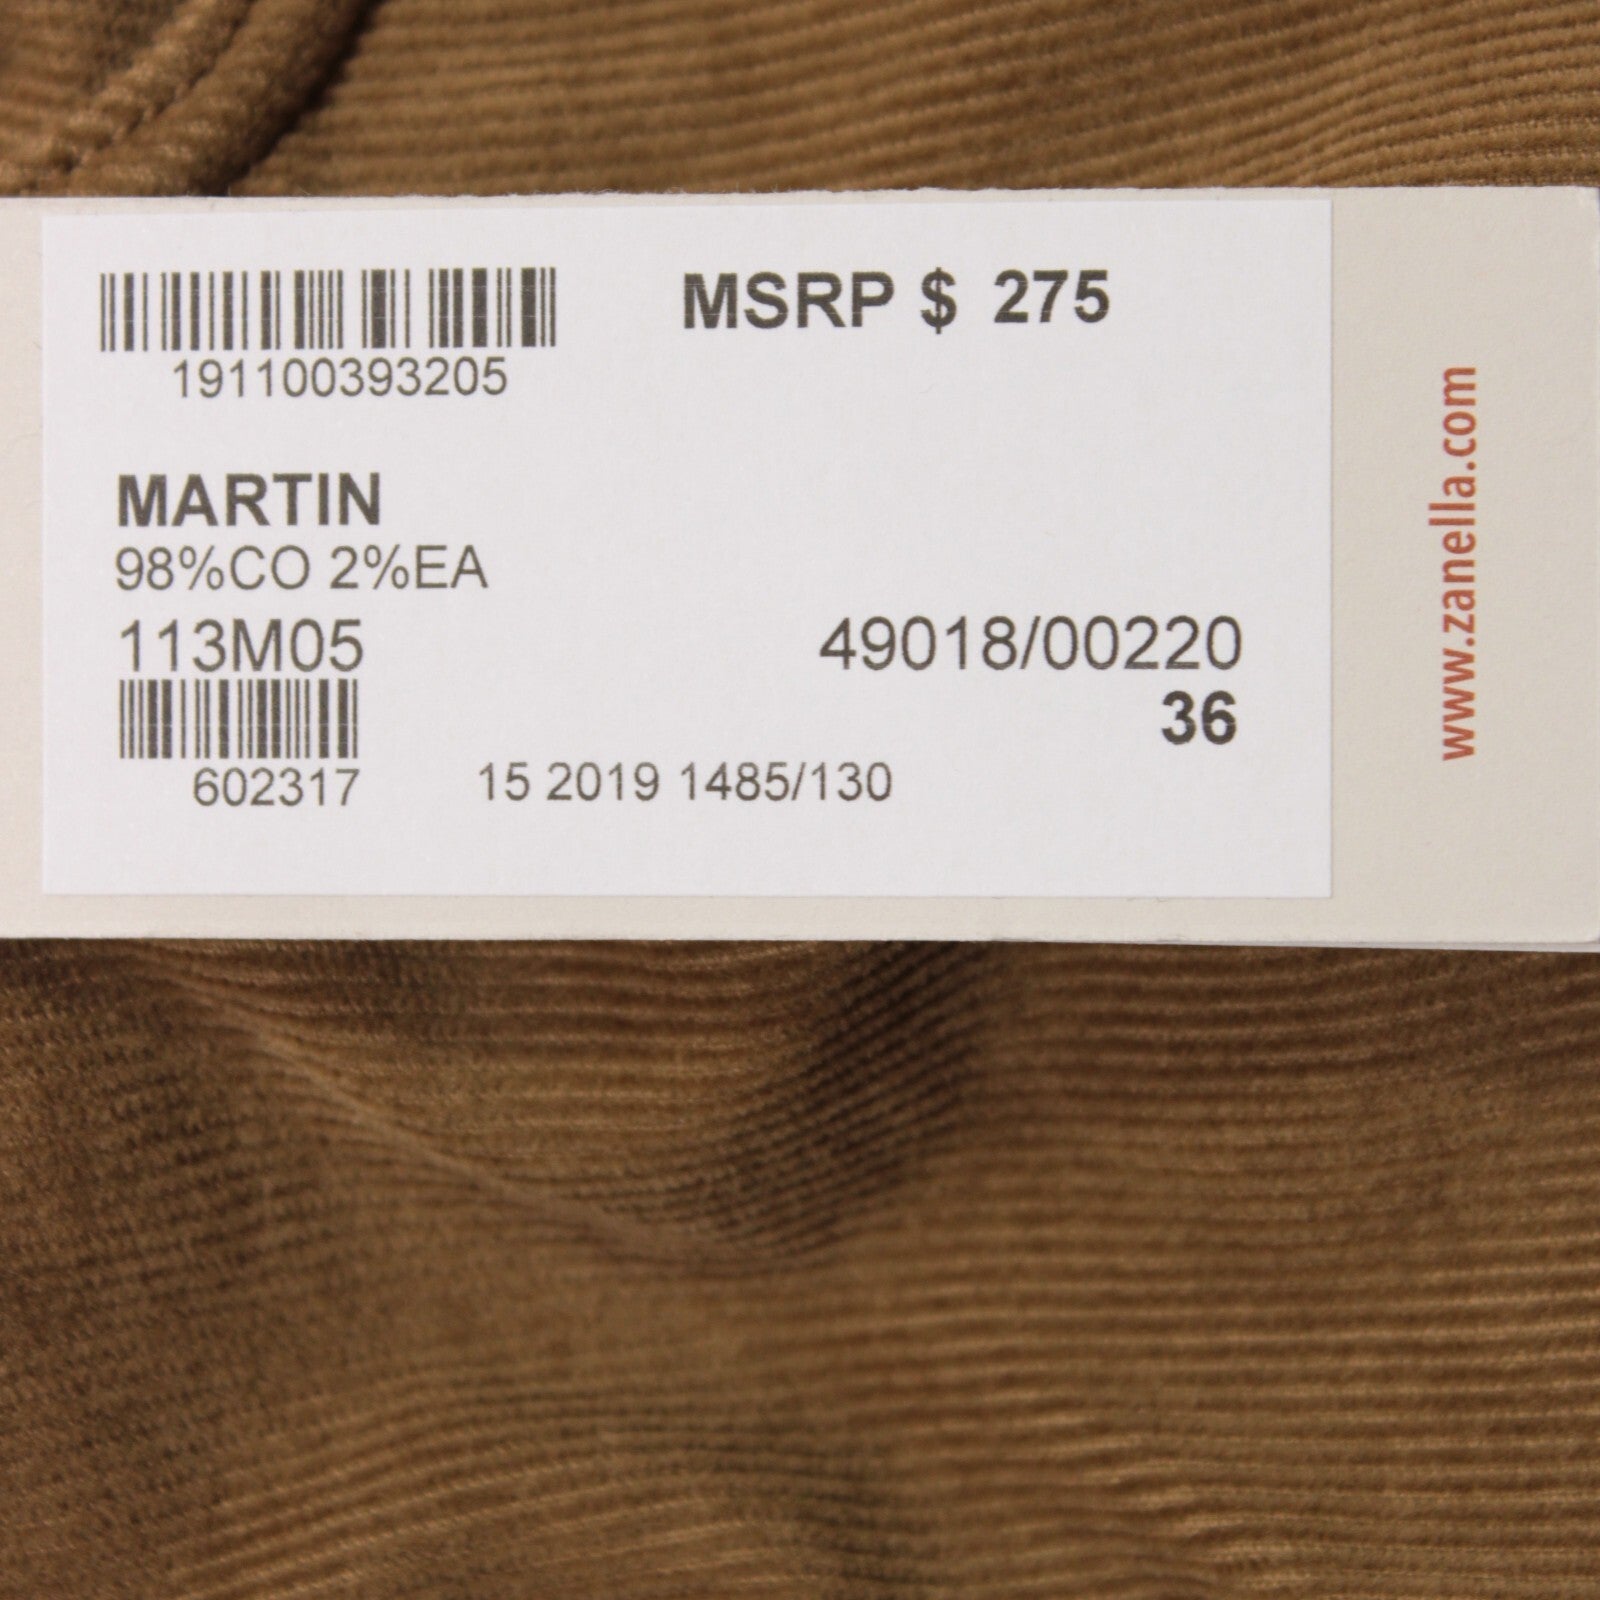 MSRP $ 275
191100393205
MARTIN
98%CO 2%EA
113M05
49018/00220
36
602317
15 2019 1485/130
www.zanella.com